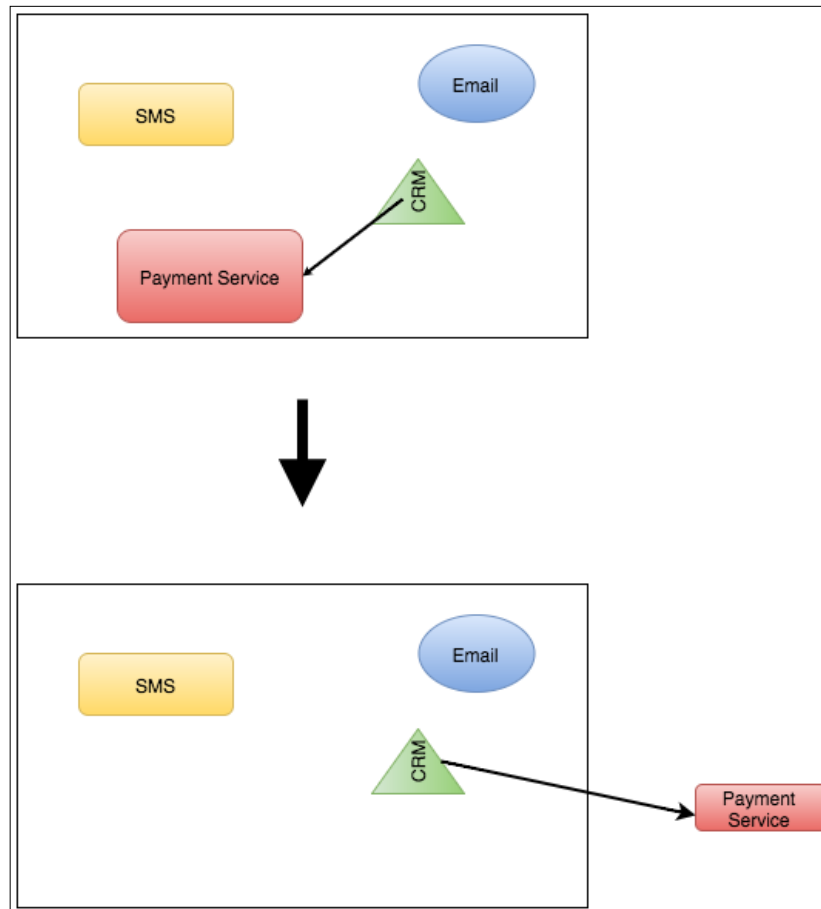 Email
SMS
CRM
Payment Service
Email
SMS
CRM
Payment
Service